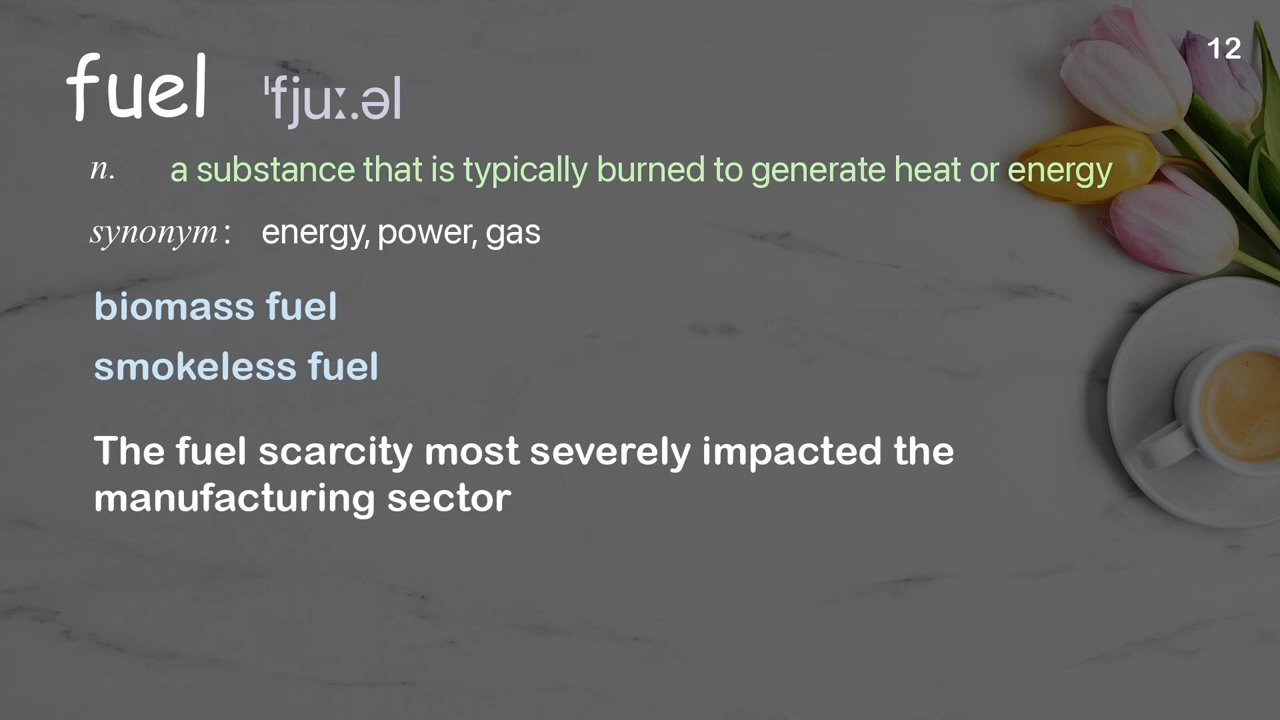 12
fuel ˈfjuː.əl
n. a substance that is typically burned to generate heat or energy
synonym: energy, power, gas
biomass fuel
smokeless fuel
The fuel scarcity most severely impacted the
manufacturing sector